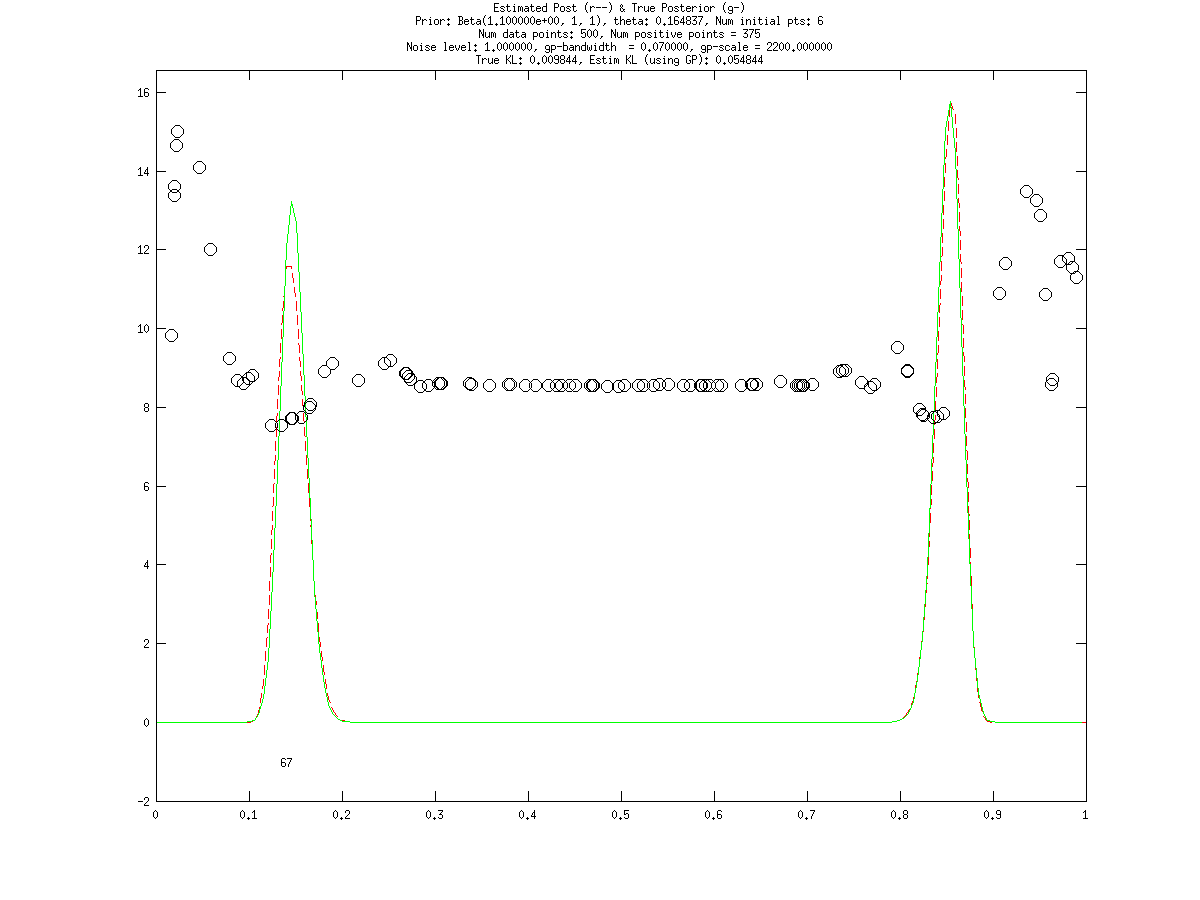 Estimated Post (r--) & True Posterior (g-)
Prior: Beta(1.100000e+00, 1, 1), theta: 0.164837, Num initial pts: 6
Num data points: 500, Num positive points = 375
Noise level: 1.000000, gp-bandwidth  = 0.070000, gp-scale = 2200.000000
True KL: 0.009844, Estim KL (using GP): 0.054844
16
14
12
10
8
6
4
2
0
67
-2
0 0.1 0.2 0.3 0.4 0.5 0.6 0.7 0.8 0.9 1